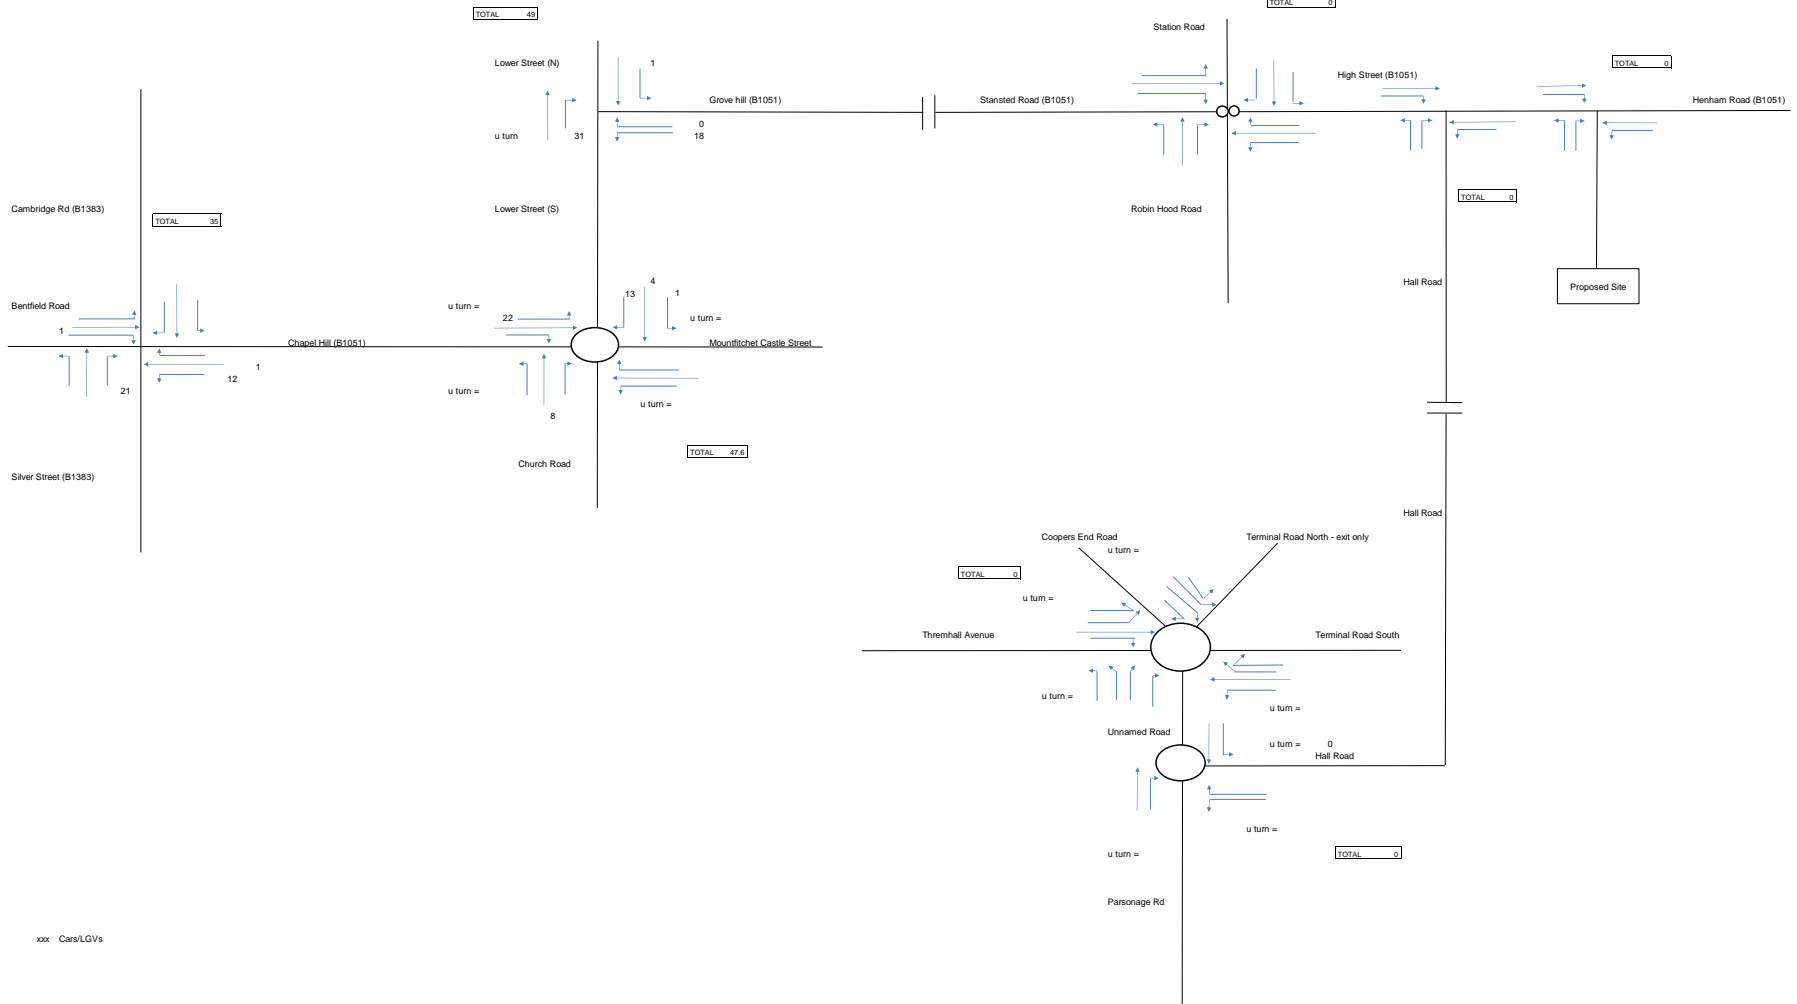 TOTAL 0
TOTAL 49
Station Road
Lower Street (N)
1
TOTAL 0
High Street (B1051)
Grove hill (B1051)
Stansted Road (B1051)
Henham Road (B1051)
0
u turn 31
18
TOTAL 0
Cambridge Rd (B1383)
Lower Street (S)
Robin Hood Road
TOTAL 35
4
Hall Road
Proposed Site
13
1
Bentfield Road
u turn =
22
u turn =
1
Chapel Hill (B1051)
Mountfitchet Castle Street
1
12
21
u turn =
u turn =
8
TOTAL 47.6
Church Road
Silver Street (B1383)
Hall Road
Coopers End Road
Terminal Road North - exit only
u turn =
TOTAL 0
u turn =
Thremhall Avenue
Terminal Road South
u turn =
u turn =
Unnamed Road
u turn = 0
Hall Road
u turn =
u turn =
TOTAL 0
Parsonage Rd
xxx Cars/LGVs